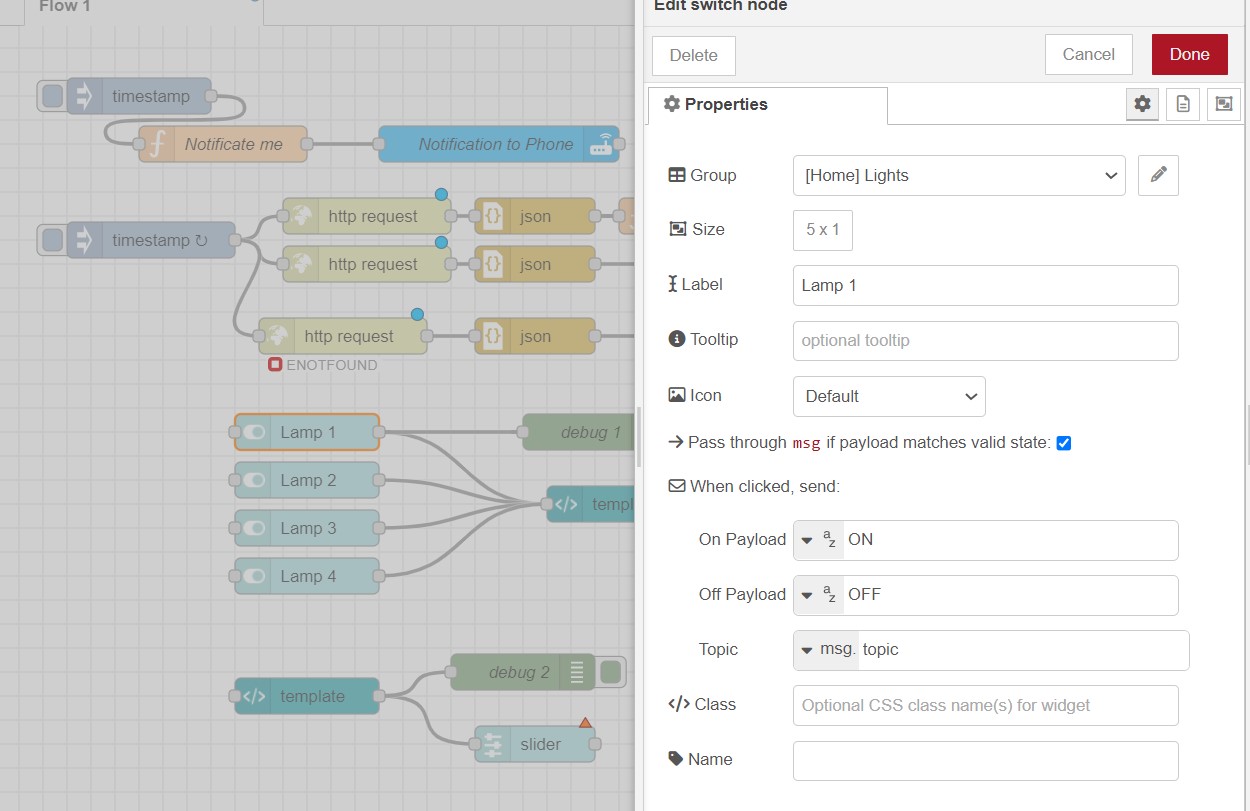 Flow 1
timestamp
Notificate me
Notification to Phone
timestamp ↻
http request
json
http request
json
http request
json
ENOTFOUND
Lamp 1
debug 1
Lamp 2
Lamp 3
Lamp 4
debug 2
template
slider
Edit switch node
Delete
Cancel
Done
Properties
Group
[Home] Lights
Size
5 x 1
Label
Lamp 1
Tooltip
optional tooltip
Icon
Default
Pass through msg if payload matches valid state:
When clicked, send:
On Payload
ON
Off Payload
OFF
Topic
msg. topic
Class
Optional CSS class name(s) for widget
Name